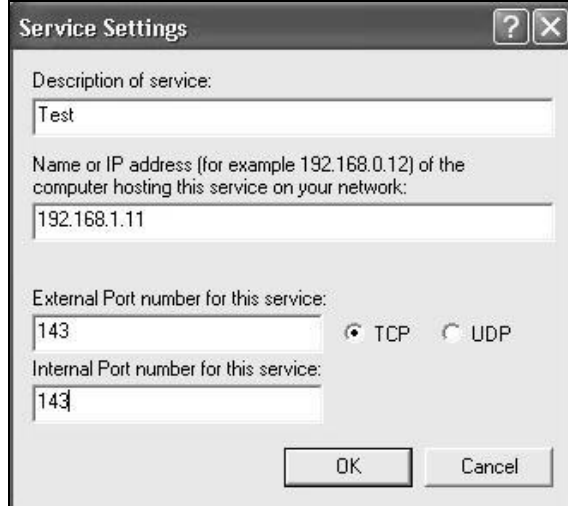 Service Settings
Description of service:
Test
Name or IP address (for example 192.168.0.12) of the
computer hosting this service on your network:
192.168.1.11
External Port number for this service:
143
TCP
UDP
Internal Port number for this service:
143
OK
Cancel